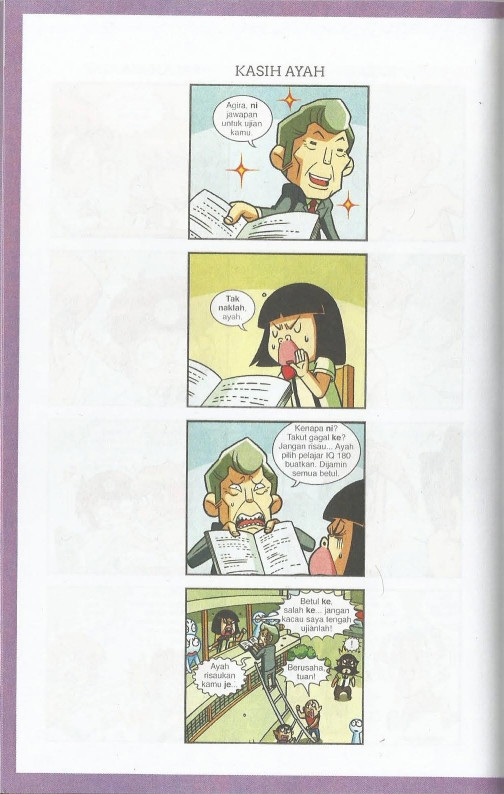 KASIH AYAH
Agira, ni
jawapan
untuk ujian
kamu.
Tak
naklah,
ayah.
Kenapa ni?
Takut gagal ke?
Jangan risau... Ayah
pilih pelajar IQ 180
buatkan. Dijamin
semua betul.
Betul ke,
salah ke... jangan
kacau saya tengah
ujianlah!
!
Ayah
risaukan
kamu je...
Berusaha,
tuan!